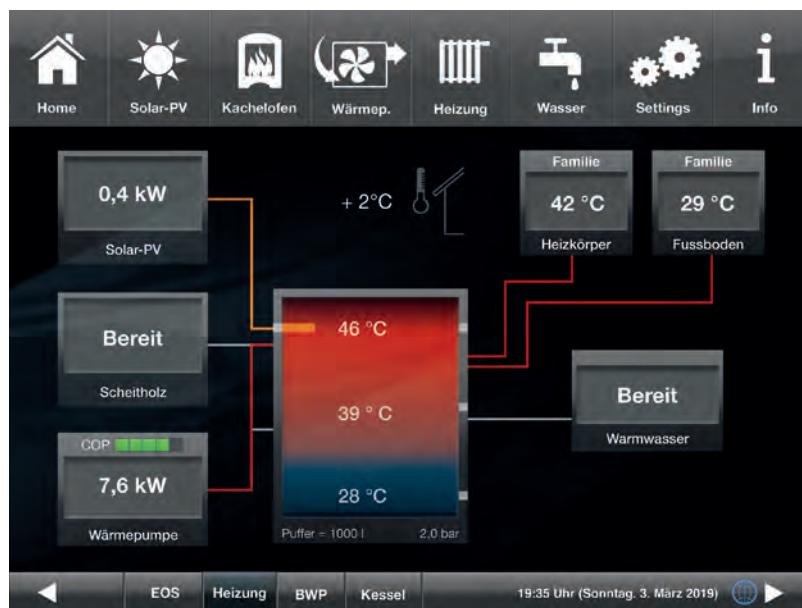 Home Solar-PV Kachelofen Wärmep. Heizung Wasser Settings Info
0,4 kW
Solar-PV
+ 2°C
Familie
42 °C
Heizkörper
Familie
29 °C
Fussboden
Bereit
Scheitholz
46 °C
39 ° C
28 °C
Puffer = 1000 l 2,0 bar
Bereit
Warmwasser
COP
7,6 kW
Wärmepumpe
EOS Heizung BWP Kessel 19:35 Uhr (Sonntag. 3. März 2019)